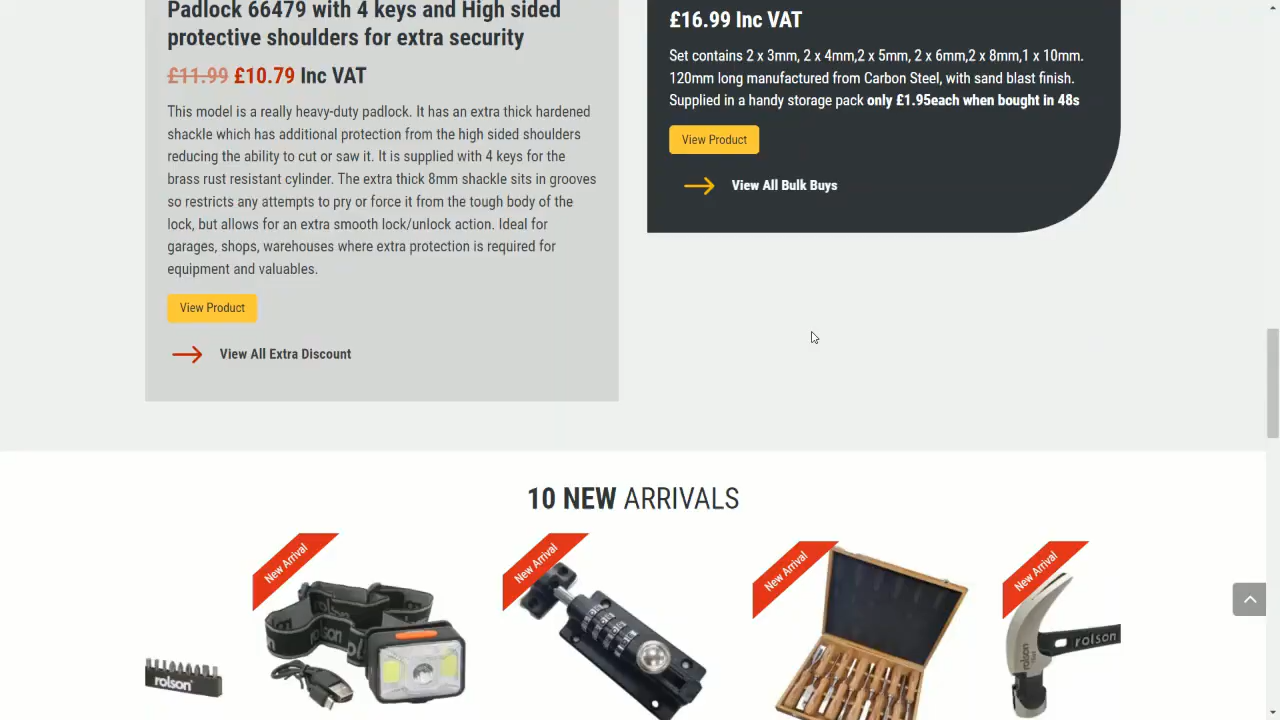 Padlock 66479 with 4 keys and High sided
protective shoulders for extra security
£11.99 £10.79 Inc VAT
This model is a really heavy-duty padlock. It has an extra thick hardened
shackle which has additional protection from the high sided shoulders
reducing the ability to cut or saw it. It is supplied with 4 keys for the
brass rust resistant cylinder. The extra thick 8mm shackle sits in grooves
so restricts any attempts to pry or force it from the tough body of the
lock, but allows for an extra smooth lock/unlock action. Ideal for
garages, shops, warehouses where extra protection is required for
equipment and valuables.
View Product
View All Extra Discount
£16.99 Inc VAT
Set contains 2 x 3mm, 2 x 4mm,2 x 5mm, 2 x 6mm,2 x 8mm,1 x 10mm.
120mm long manufactured from Carbon Steel, with sand blast finish.
Supplied in a handy storage pack only £1.95each when bought in 48s
View Product
View All Bulk Buys
10 NEW ARRIVALS
New Arrival
New Arrival
New Arrival
New Arrival
rolson
rolson
rolson